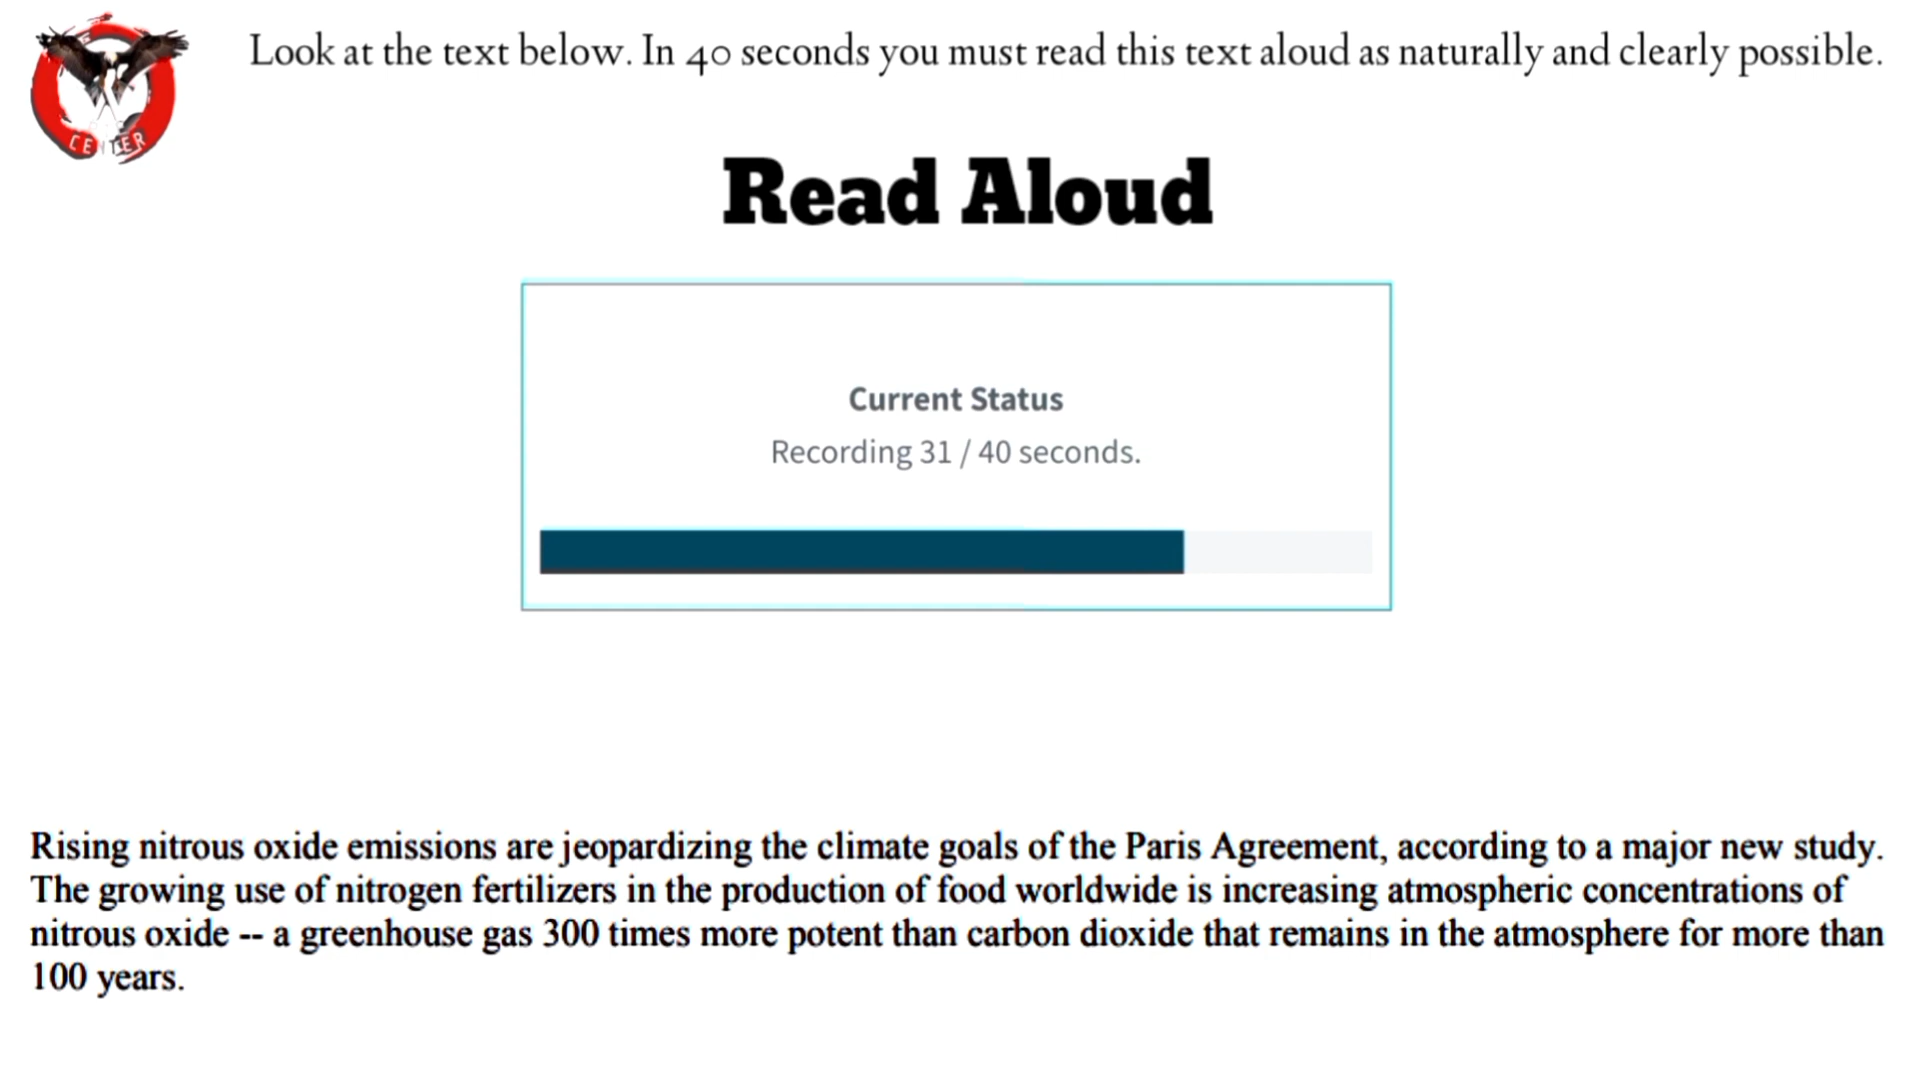 CENTER
Look at the text below. In 40 seconds you must read this text aloud as naturally and clearly possible.
Read Aloud
Current Status
Recording 31 / 40 seconds.
Rising nitrous oxide emissions are jeopardizing the climate goals of the Paris Agreement, according to a major new study.
The growing use of nitrogen fertilizers in the production of food worldwide is increasing atmospheric concentrations of
nitrous oxide -- a greenhouse gas 300 times more potent than carbon dioxide that remains in the atmosphere for more than
100 years.